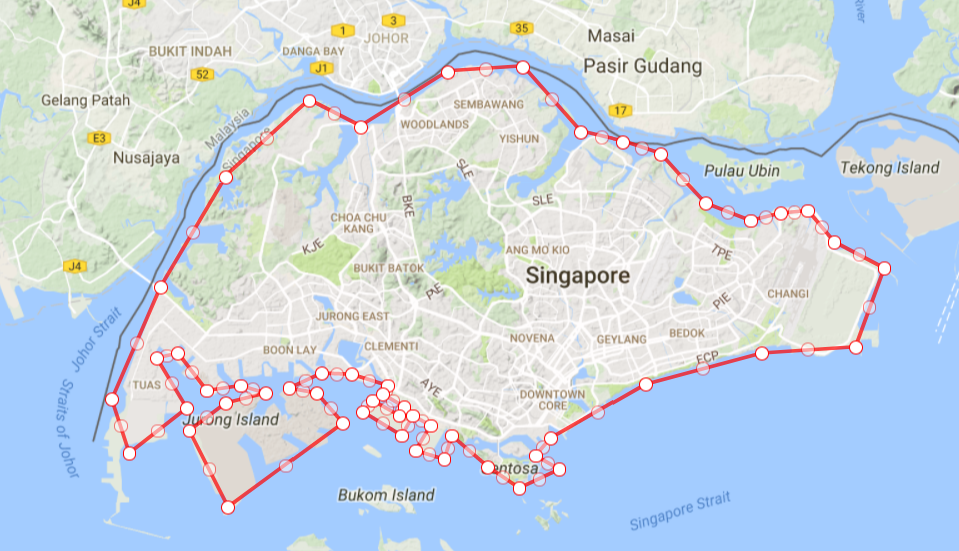 J4
3
35
1
JOHOR
Masai
BUKIT INDAH
DANGA BAY
J1
Pasir Gudang
52
Gelang Patah
SEMBAWANG
17
E3
Malaysia
Singapore
WOODLANDS
YISHUN
Nusajaya
SLE
Pulau Ubin
Tekong Island
BKE
SLE
CHOA CHU
KANG
KJE
ANG MO KIO
TPE
J4
BUKIT BATOK
Singapore
PIE
PIE
CHANGI
Johor Strait
JURONG EAST
NOVENA
GEYLANG
BEDOK
BOON LAY
CLEMENTI
ECP
TUAS
AYE
DOWNTOWN
CORE
Straits of Johor
Jurong Island
Sentosa
Bukom Island
Singapore Strait